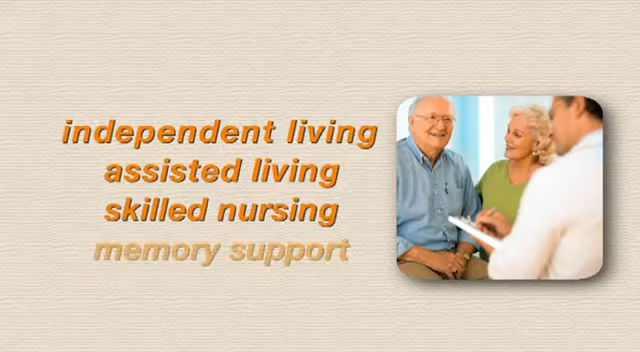 independent living
assisted living
skilled nursing
memory support